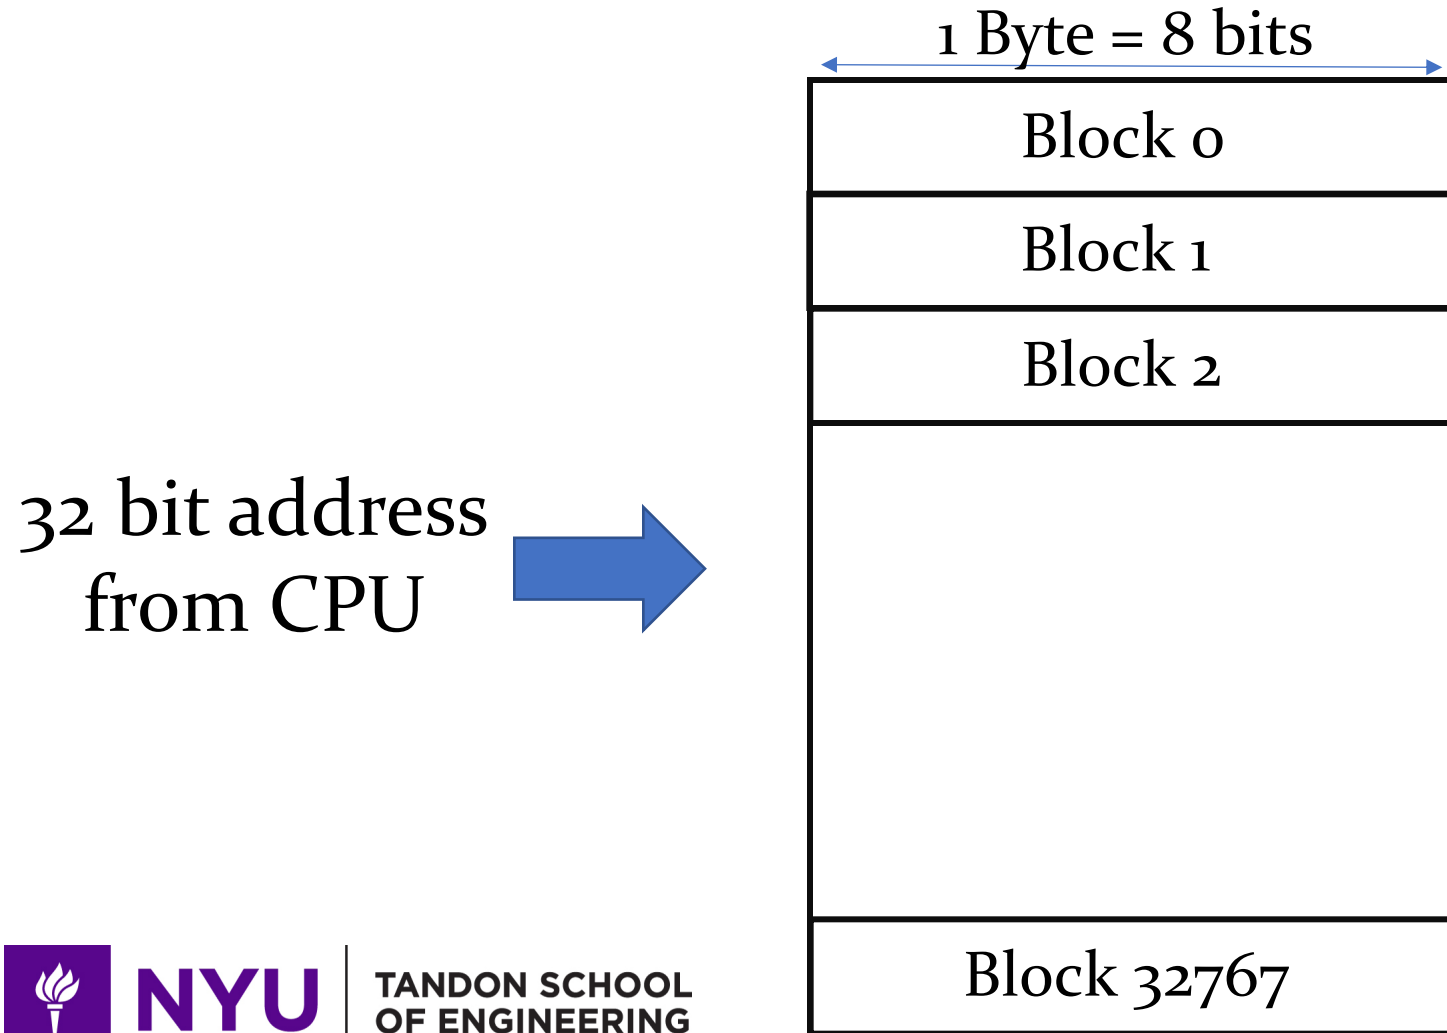 1 Byte = 8 bits
Block 0
Block 1
Block 2
32 bit address
from CPU
Block 32767
NYU
TANDON SCHOOL
OF ENGINEERING